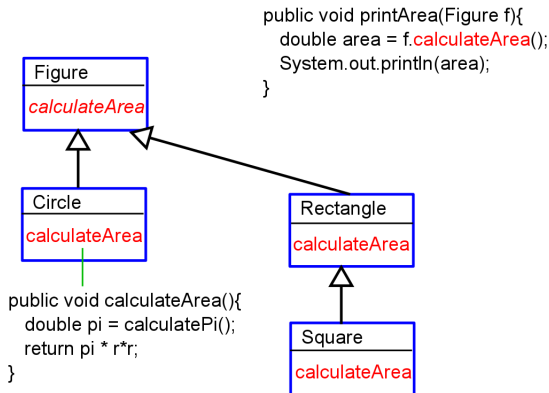 public void printArea(Figure f){
double area = f.calculateArea();
System.out.println(area);
}
Figure
calculateArea
Circle
calculateArea
Rectangle
calculateArea
public void calculateArea(){
double pi = calculatePi();
return pi * r*r;
}
Square
calculateArea